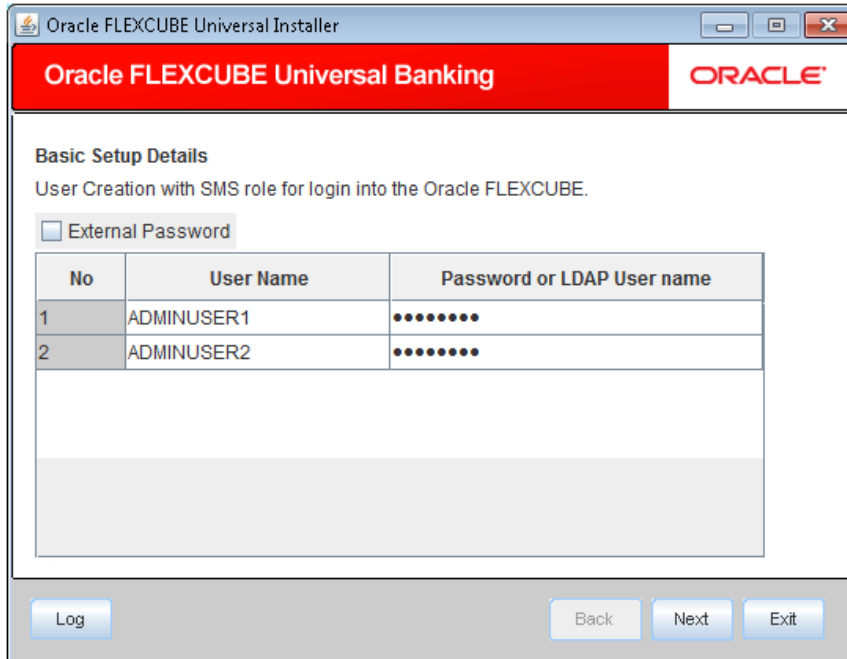 Oracle FLEXCUBE Universal Installer
Oracle FLEXCUBE Universal Banking
ORACLE
Basic Setup Details
User Creation with SMS role for login into the Oracle FLEXCUBE.
External Password
No User Name Password or LDAP User name
1 ADMINUSER1 ••••••••
2 ADMINUSER2 ••••••••
Log Back Next Exit